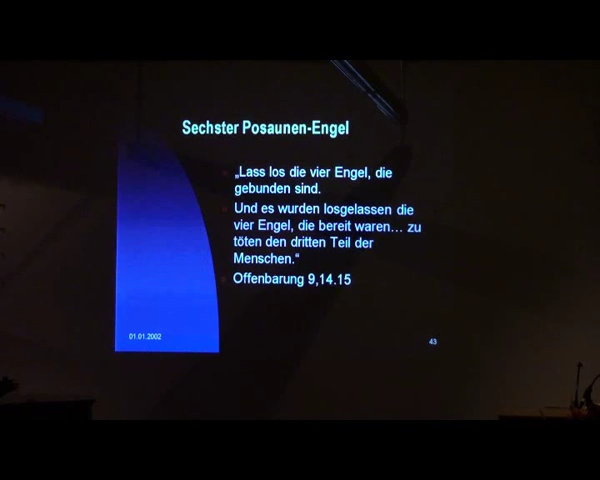 Sechster Posaunen-Engel
„Lass los die vier Engel, die
gebunden sind.
Und es wurden losgelassen die
vier Engel, die bereit waren... zu
töten den dritten Teil der
Menschen.“
Offenbarung 9,14.15
01.01.2002
43